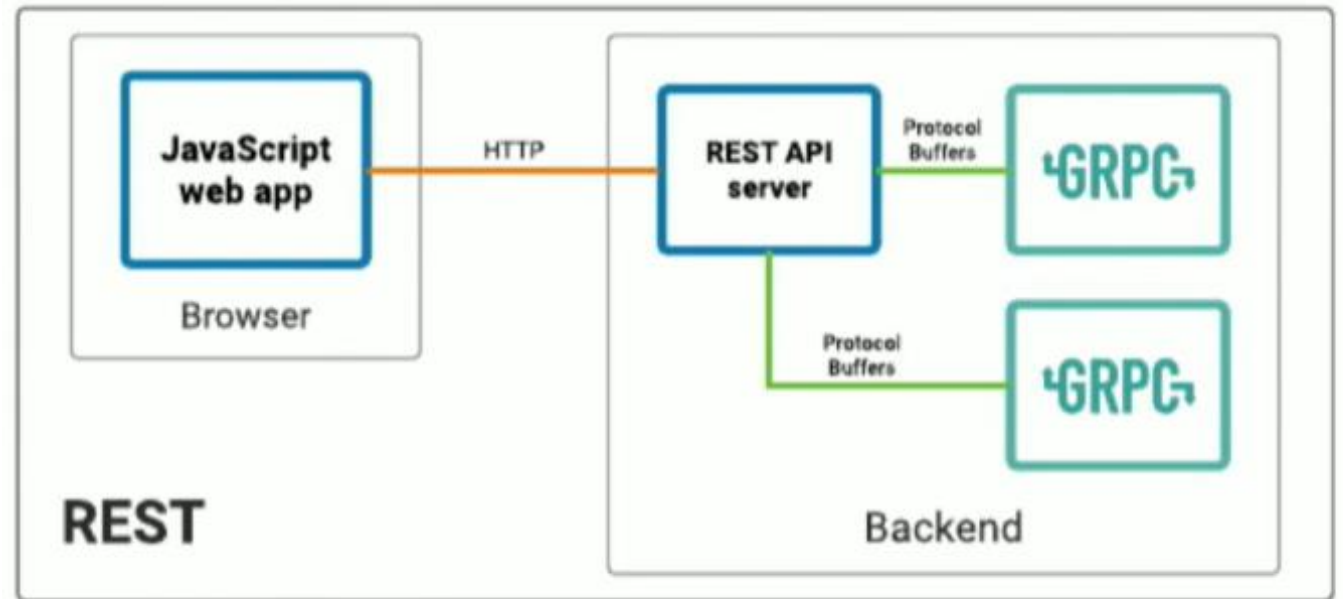 JavaScript
web app
Browser
HTTP
REST API
server
Protocol
Buffers
GRPC
Protocol
Buffers
GRPC
Backend
REST